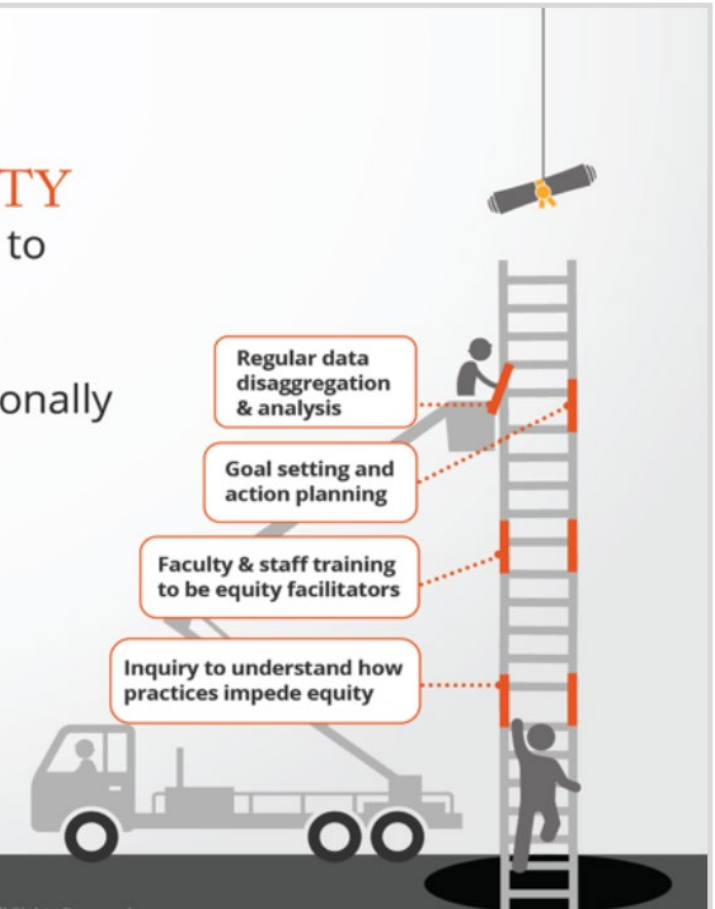 TY
to
onally
Regular data
disaggregation
& analysis
Goal setting and
action planning
Faculty & staff training
to be equity facilitators
Inquiry to understand how
practices impede equity